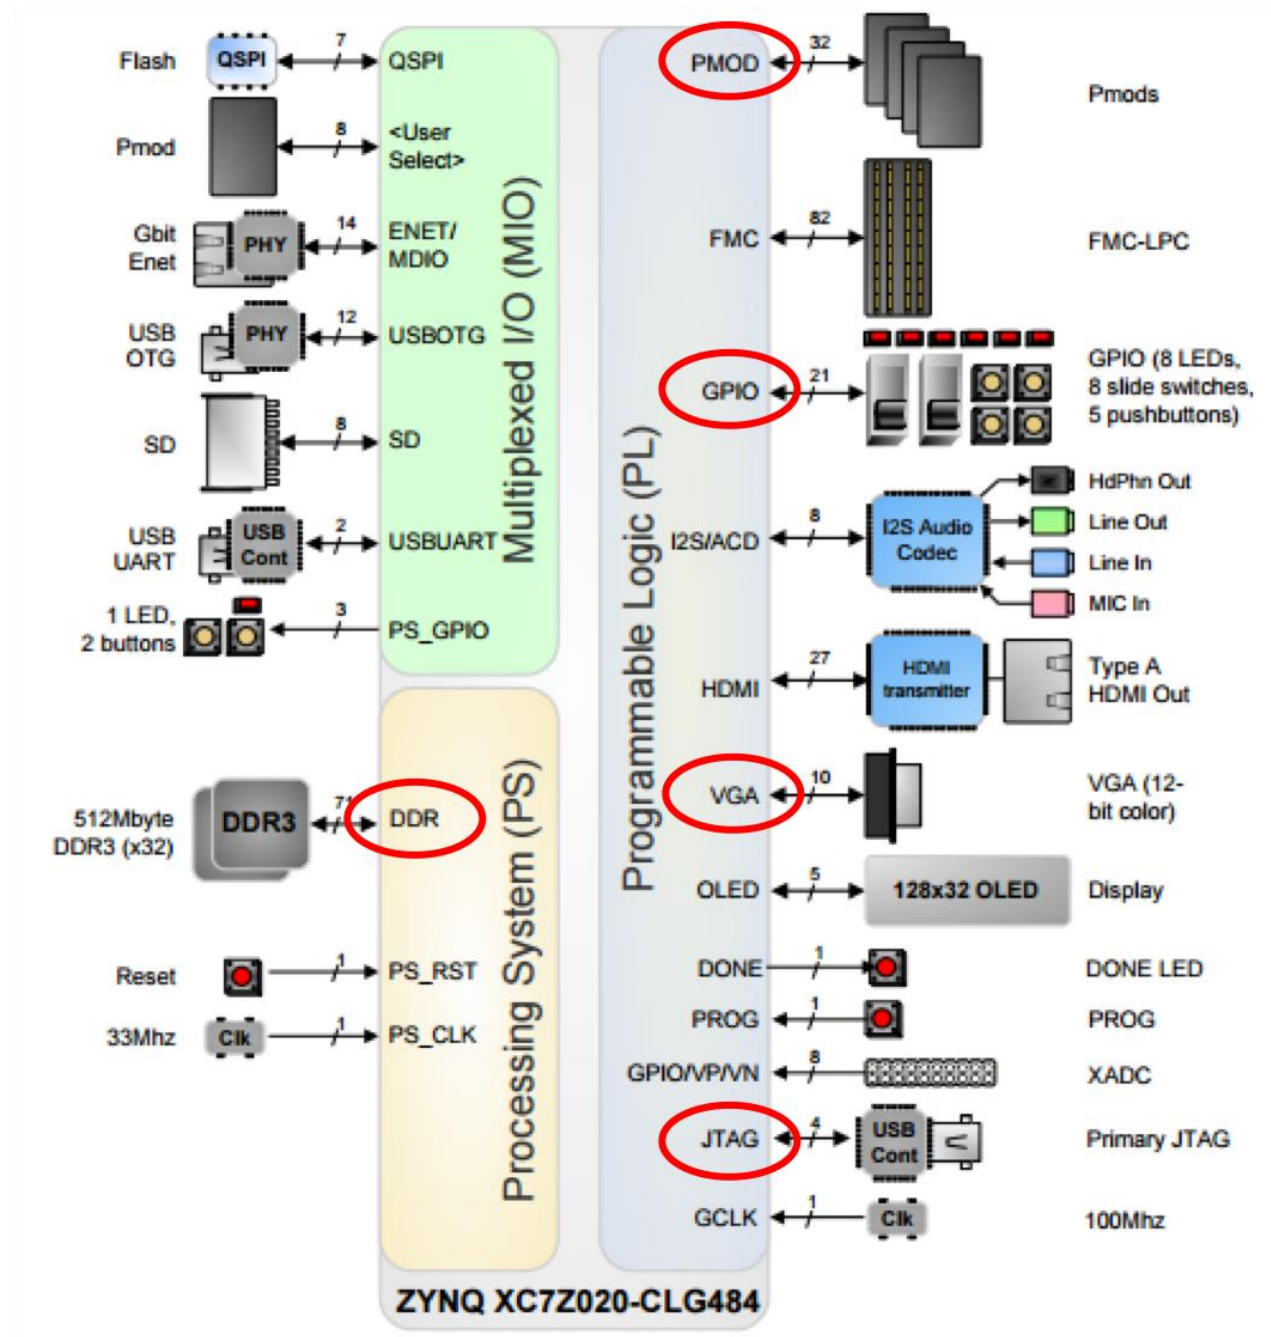 Flash
QSPI
7
QSPI
Pmod
8
<User
Select>
Gbit
Enet
PHY
14
ENET/
MDIO
USB
OTG
PHY
12
USBOTG
SD
8
SD
USB
UART
USB
Cont
2
USBUART
1 LED,
2 buttons
3
PS_GPIO
Multiplexed I/O (MIO)
512Mbyte
DDR3 (x32)
DDR3
71
DDR
Reset
1
PS_RST
33Mhz
Clk
1
PS_CLK
Processing System (PS)
Programmable Logic (PL)
PMOD
32
Pmods
FMC
82
FMC-LPC
GPIO
21
GPIO (8 LEDs,
8 slide switches,
5 pushbuttons)
I2S/ACD
8
I2S Audio
Codec
HdPhn Out
Line Out
Line In
MIC In
HDMI
27
HDMI
transmitter
Type A
HDMI Out
VGA
10
VGA (12-
bit color)
OLED
5
128x32 OLED
Display
DONE
1
DONE LED
PROG
1
PROG
GPIO/VP/VN
8
XADC
JTAG
4
USB
Cont
Primary JTAG
GCLK
1
Clk
100Mhz
ZYNQ XC7Z020-CLG484